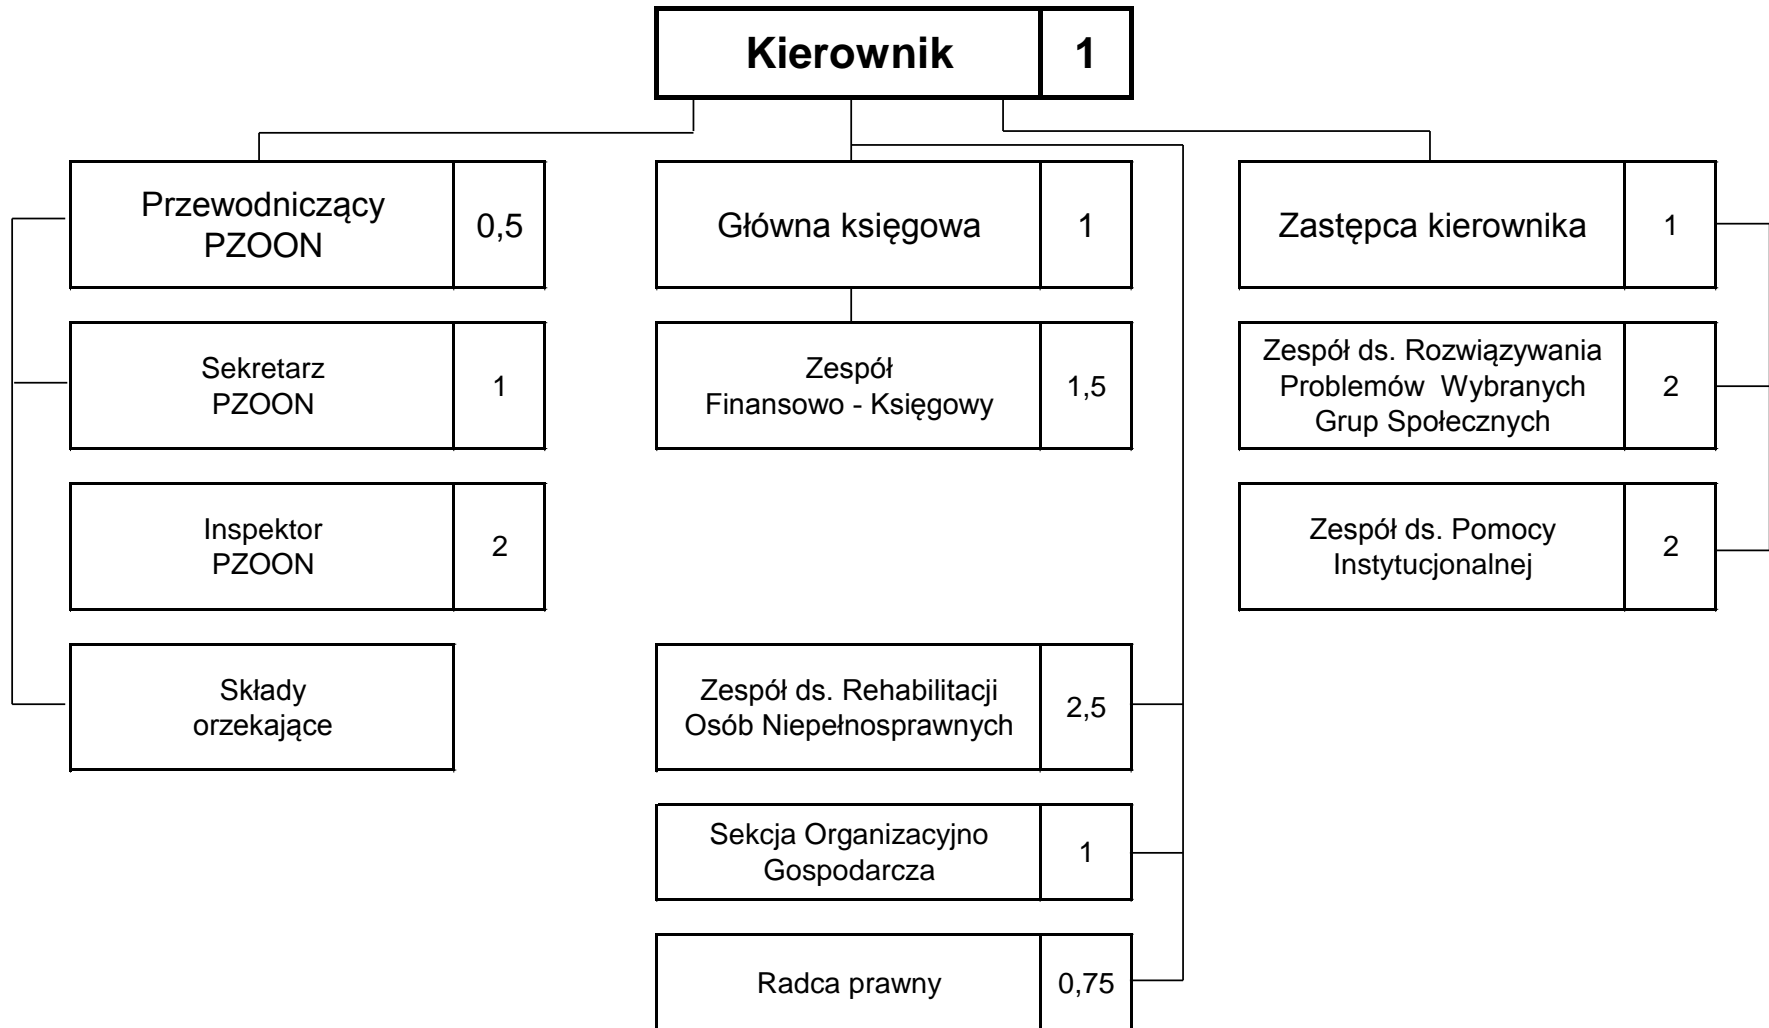 Kierownik 1
Przewodniczący
PZOON
0,5
Główna księgowa 1
Zastępca kierownika 1
Sekretarz
PZOON
1
Zespół
Finansowo - Księgowy
1,5
Zespół ds. Rozwiązywania
Problemów Wybranych
Grup Społecznych
2
Inspektor
PZOON
2
Zespół ds. Pomocy
Instytucjonalnej
2
Składy
orzekające
Zespół ds. Rehabilitacji
Osób Niepełnosprawnych
2,5
Sekcja Organizacyjno
Gospodarcza
1
Radca prawny 0,75